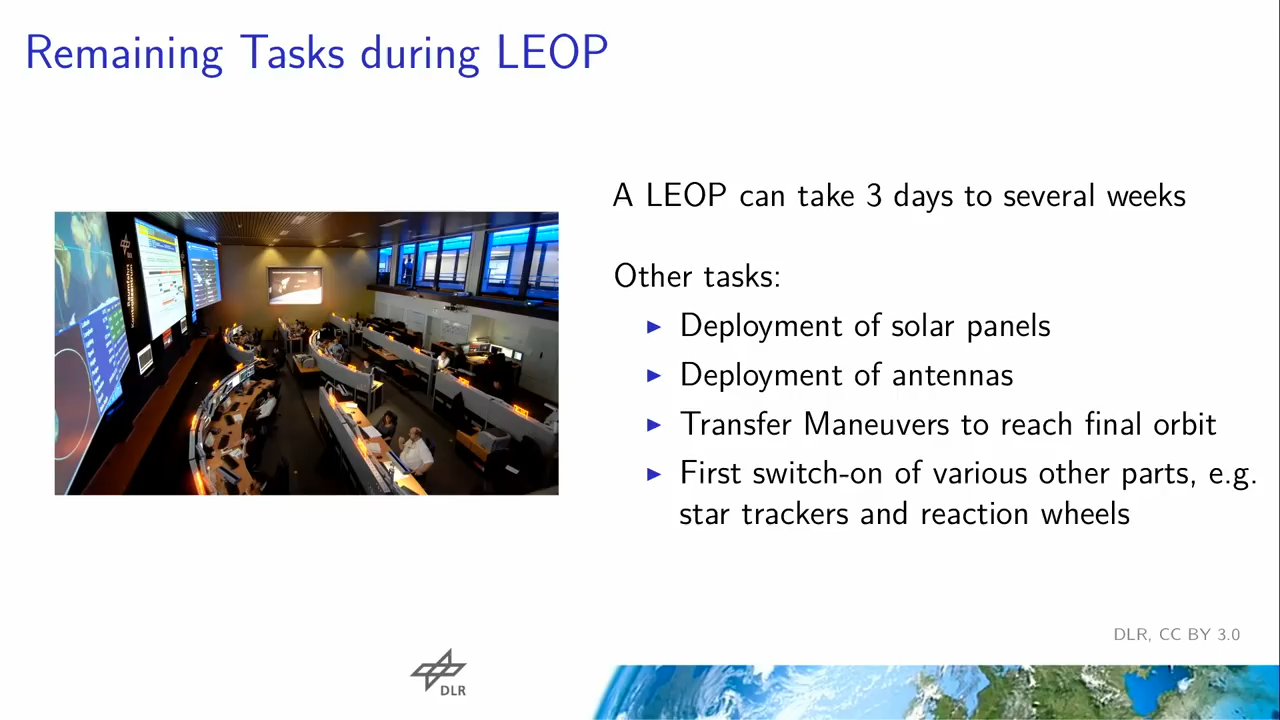 Remaining Tasks during LEOP
A LEOP can take 3 days to several weeks
Other tasks:
Deployment of solar panels
Deployment of antennas
Transfer Maneuvers to reach final orbit
First switch-on of various other parts, e.g.
star trackers and reaction wheels
DLR, CC BY 3.0
DLR